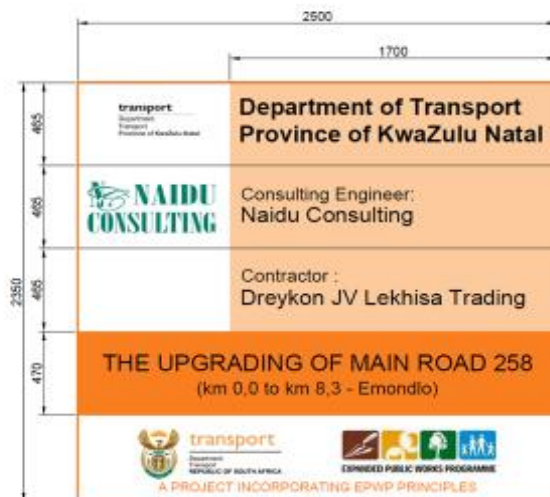 2500
1700
2350
465
465
465
470
transport
Department
Transport
Province of KwaZulu Natal
Department of Transport
Province of KwaZulu Natal
NAIDU
CONSULTING
Consulting Engineer:
Naidu Consulting
Contractor :
Dreykon JV Lekhisa Trading
THE UPGRADING OF MAIN ROAD 258
(km 0,0 to km 8,3 - Emondlo)
transport
Department
Transport
REPUBLIC OF SOUTH AFRICA
EXPANDED PUBLIC WORKS PROGRAMME
A PROJECT INCORPORATING EPWP PRINCIPLES